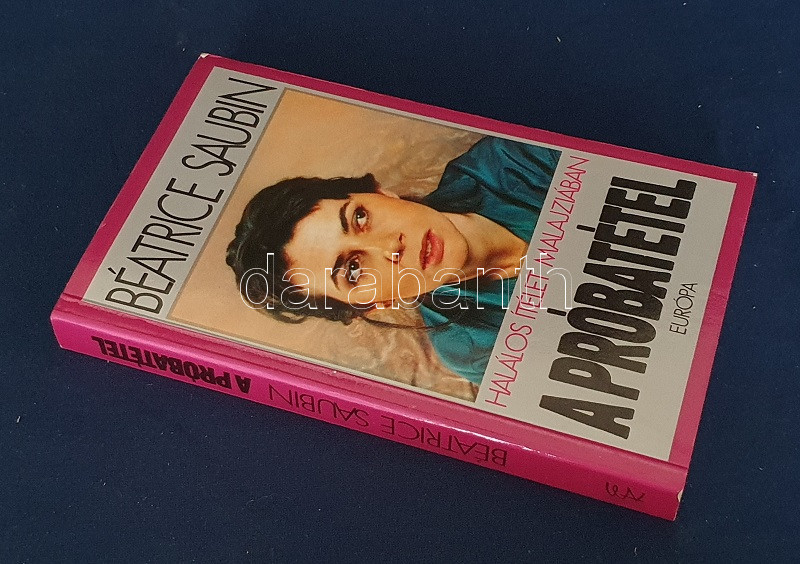 BÉATRICE SAUBIN
HALÁLOS ÍTÉLET MALAJZIÁBAN
A PRÓBATÉTEL
EURÓPA
BÉATRICE SAUBIN
A PRÓBATÉTEL
darabanth